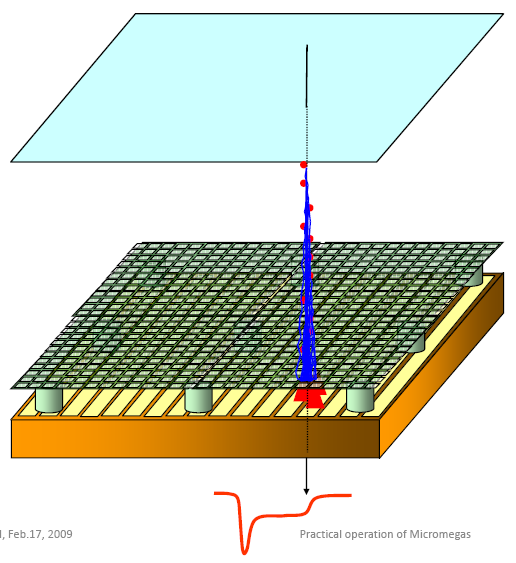 , Feb.17, 2009
Practical operation of Micromegas